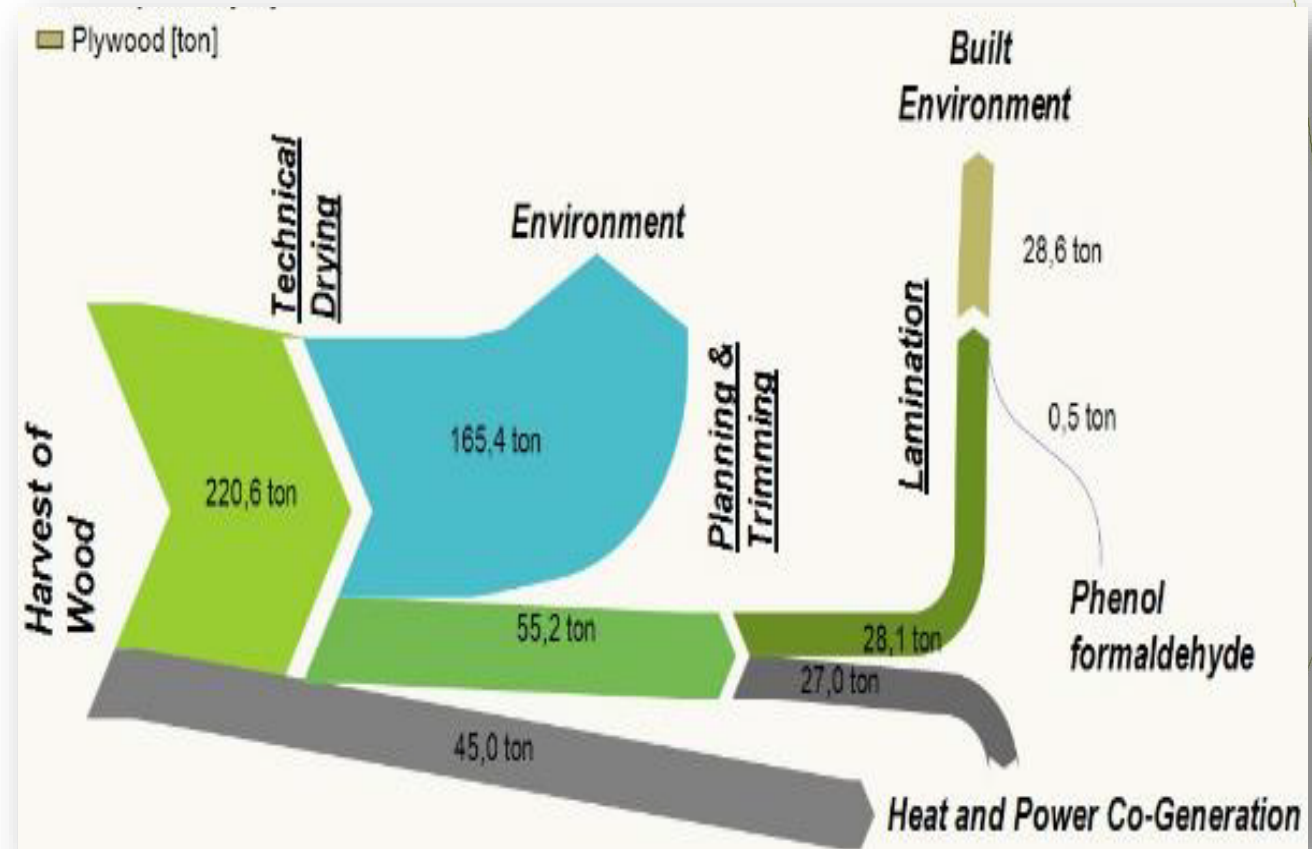 Plywood [ton]
Built
Environment
Technical
Drying
Environment
28,6 ton
Lamination
Planning &
Trimming
0,5 ton
165,4 ton
220,6 ton
Harvest of
Wood
55,2 ton
28,1 ton
27,0 ton
Phenol
formaldehyde
45,0 ton
Heat and Power Co-Generation